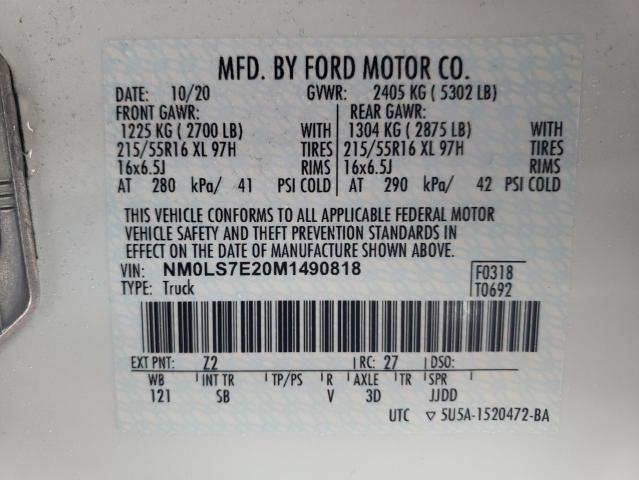 MFD. BY FORD MOTOR CO.
DATE: 10/20 GVWR: 2405 KG ( 5302 LB)
FRONT GAWR: REAR GAWR:
1225 KG ( 2700 LB) WITH 1304 KG ( 2875 LB) WITH
215/55R16 XL 97H TIRES 215/55R16 XL 97H TIRES
16x6.5J RIMS 16x6.5J RIMS
AT 280 kPa/ 41 PSI COLD AT 290 kPa/ 42 PSI COLD
THIS VEHICLE CONFORMS TO ALL APPLICABLE FEDERAL MOTOR
VEHICLE SAFETY AND THEFT PREVENTION STANDARDS IN
EFFECT ON THE DATE OF MANUFACTURE SHOWN ABOVE.
VIN: NM0LS7E20M1490818 F0318
TYPE: Truck T0692
EXT PNT: Z2 RC: 27 DSO:
WB INT TR TP/PS R AXLE TR SPR
121 SB V 3D JJDD
UTC ▽ 5U5A-1520472-BA